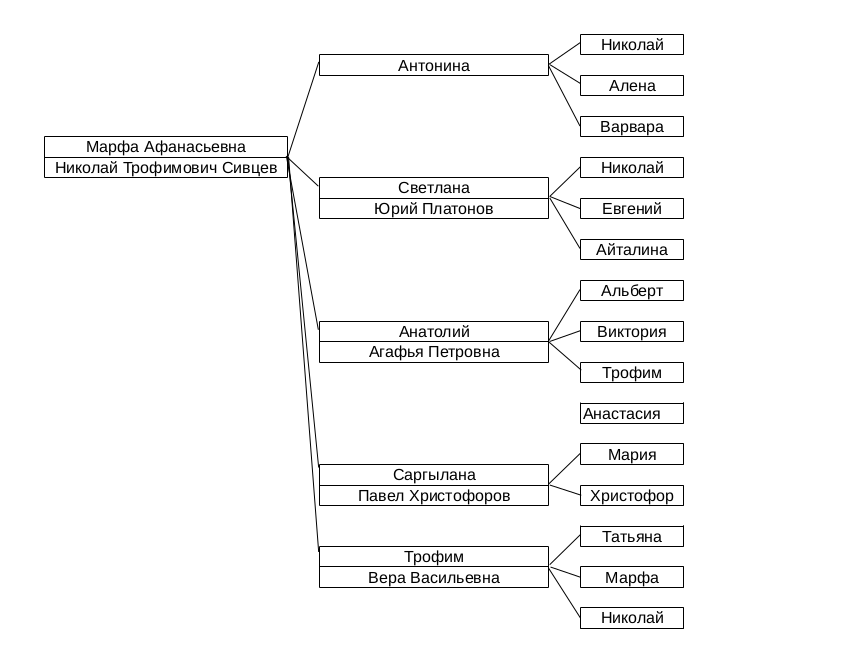 Марфа Афанасьевна
Николай Трофимович Сивцев
Антонина
Николай
Алена
Варвара
Светлана
Юрий Платонов
Николай
Евгений
Айталина
Анатолий
Агафья Петровна
Альберт
Виктория
Трофим
Анастасия
Саргылана
Павел Христофоров
Мария
Христофор
Трофим
Вера Васильевна
Татьяна
Марфа
Николай